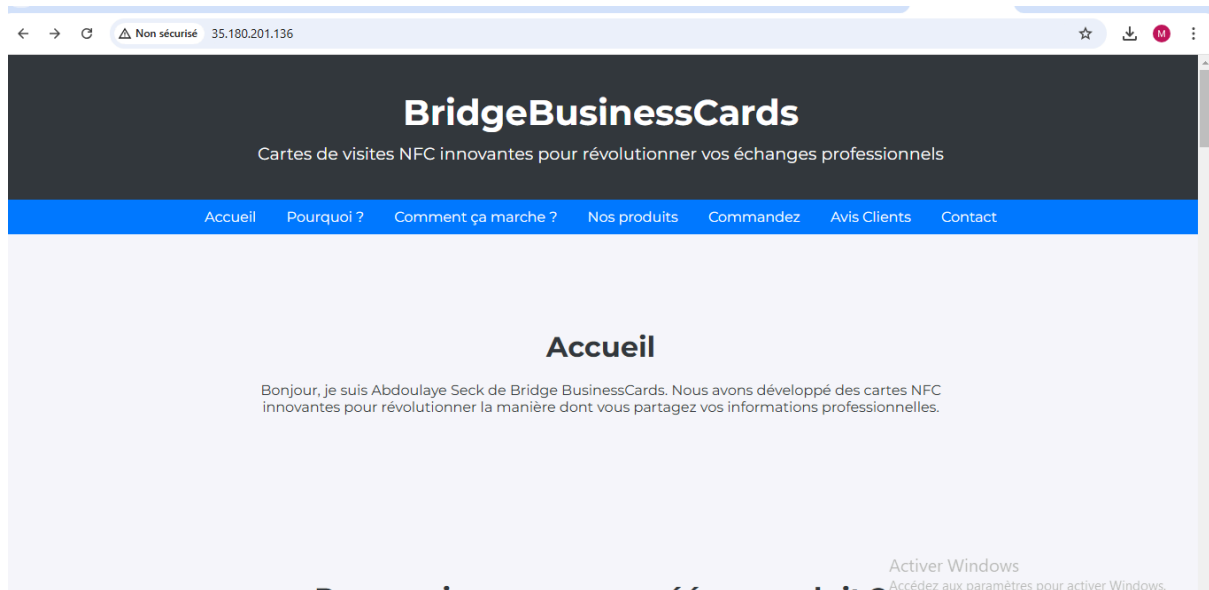 Non sécurisé 35.180.201.136
M
BridgeBusinessCards
Cartes de visites NFC innovantes pour révolutionner vos échanges professionnels
Accueil Pourquoi ? Comment ça marche ? Nos produits Commandez Avis Clients Contact
Accueil
Bonjour, je suis Abdoulaye Seck de Bridge BusinessCards. Nous avons développé des cartes NFC
innovantes pour révolutionner la manière dont vous partagez vos informations professionnelles.
Activer Windows
Accédez aux paramètres pour activer Windows.